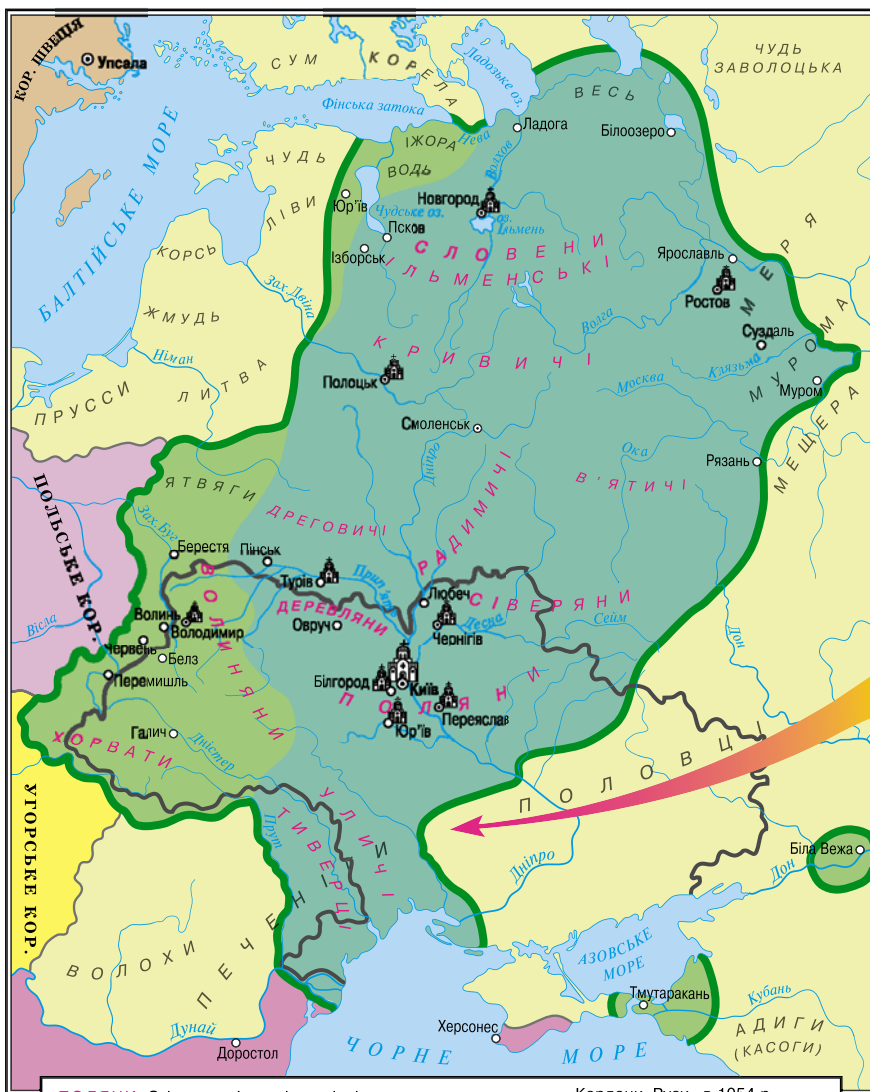 КОР. ШВЕЦІЯ
Упсала
СУМ
КОРЕЛА
Ладозьке оз.
ЧУДЬ
ЗАВОЛОЦЬКА
Фінська затока
Нева
Ладога
ВЕСЬ
Білоозеро
БАЛТІЙСЬКЕ МОРЕ
ЧУДЬ
ІЖОРА
ВОДЬ
Волхов
Новгород
оз.
Ільмень
Юр'їв
Чудське оз.
Псков
Ізборськ
ЛІВИ
КОРСЬ
СЛОВЕНИ
ІЛЬМЕНСЬКІ
Ярославль
Ростов
МЕРЯ
Зах. Двіна
ЖМУДЬ
Волга
Суздаль
Німан
КРИВИЧІ
Клязьма
МУРОМА
ЛИТВА
Полоцьк
Москва
Муром
ПРУССИ
Смоленськ
МЕЩЕРА
Дніпро
Ока
Рязань
ПОЛЬСЬКЕ КОР.
ЯТВЯГИ
РАДИМИЧІ
В'ЯТИЧІ
Зах. Буг
ДРЕГОВИЧІ
Берестя
Пінськ
Турів
Прип'ять
Любеч
СІВЕРЯНИ
ВОЛИНЯНИ
ДЕРЕВЛЯНИ
Волинь
Володимир
Овруч
Чернігів
Десна
Сейм
Дон
Вісла
Червень
Белз
Перемишль
Білгород
Київ
ПОЛЯНИ
Переяслав
Юр'їв
Галич
ХОРВАТИ
Дністер
ПОЛОВЦІ
УГОРСЬКЕ КОР.
Прут
УЛИЧІ
ТИВЕРЦІ
Біла Вежа
Дон
Дніпро
ПЕЧЕНІГИ
ВОЛОХИ
АЗОВСЬКЕ
МОРЕ
Тмутаракань
Кубань
Дунай
Доростол
Херсонес
АДИГИ
(КАСОГИ)
ЧОРНЕ МОРЕ